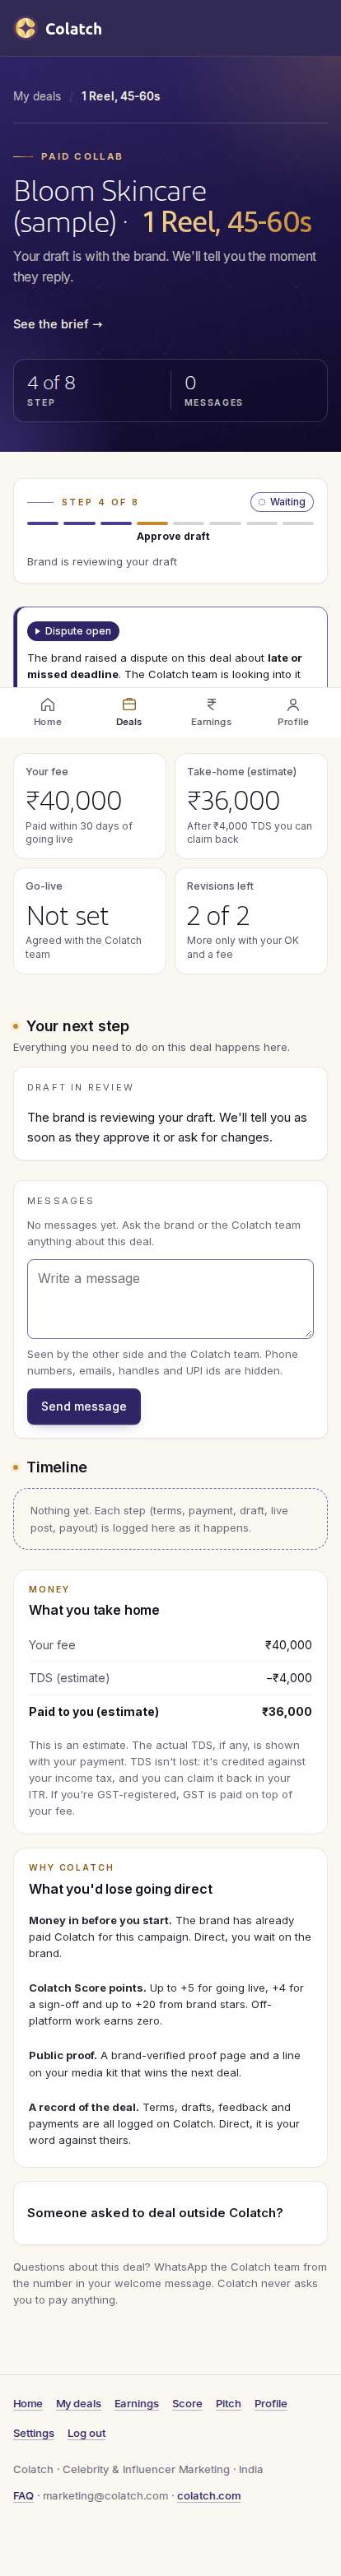 Colatch
My deals / 1 Reel, 45-60s
PAID COLLAB
Bloom Skincare
(sample) · 1 Reel, 45-60s
Your draft is with the brand. We'll tell you the moment
they reply.
See the brief →
4 of 8
STEP
0
MESSAGES
STEP 4 OF 8
Waiting
Approve draft
Brand is reviewing your draft
Dispute open
The brand raised a dispute on this deal about late or
missed deadline. The Colatch team is looking into it
Home
Deals
Earnings
Profile
Your fee
₹40,000
Paid within 30 days of
going live
Take-home (estimate)
₹36,000
After ₹4,000 TDS you can
claim back
Go-live
Not set
Agreed with the Colatch
team
Revisions left
2 of 2
More only with your OK
and a fee
Your next step
Everything you need to do on this deal happens here.
DRAFT IN REVIEW
The brand is reviewing your draft. We'll tell you as
soon as they approve it or ask for changes.
MESSAGES
No messages yet. Ask the brand or the Colatch team
anything about this deal.
Write a message
Seen by the other side and the Colatch team. Phone
numbers, emails, handles and UPI ids are hidden.
Send message
Timeline
Nothing yet. Each step (terms, payment, draft, live
post, payout) is logged here as it happens.
MONEY
What you take home
Your fee ₹40,000
TDS (estimate) −₹4,000
Paid to you (estimate) ₹36,000
This is an estimate. The actual TDS, if any, is shown
with your payment. TDS isn't lost: it's credited against
your income tax, and you can claim it back in your
ITR. If you're GST-registered, GST is paid on top of
your fee.
WHY COLATCH
What you'd lose going direct
Money in before you start. The brand has already
paid Colatch for this campaign. Direct, you wait on the
brand.
Colatch Score points. Up to +5 for going live, +4 for
a sign-off and up to +20 from brand stars. Off-
platform work earns zero.
Public proof. A brand-verified proof page and a line
on your media kit that wins the next deal.
A record of the deal. Terms, drafts, feedback and
payments are all logged on Colatch. Direct, it is your
word against theirs.
Someone asked to deal outside Colatch?
Questions about this deal? WhatsApp the Colatch team from
the number in your welcome message. Colatch never asks
you to pay anything.
Home My deals Earnings Score Pitch Profile
Settings Log out
Colatch · Celebrity & Influencer Marketing · India
FAQ · marketing@colatch.com · colatch.com